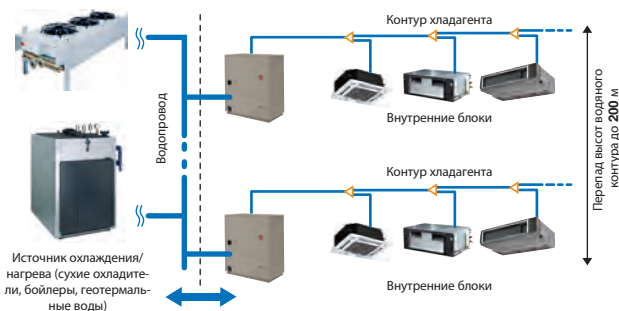 Контур хладагента
Внутренние блоки
Водопровод
Перепад высот водяного
контура до 200 м
Контур хладагента
Внутренние блоки
Источник охлаждения/
нагрева (сухие охладите-
ли, бойлеры, геотермаль-
ные воды)